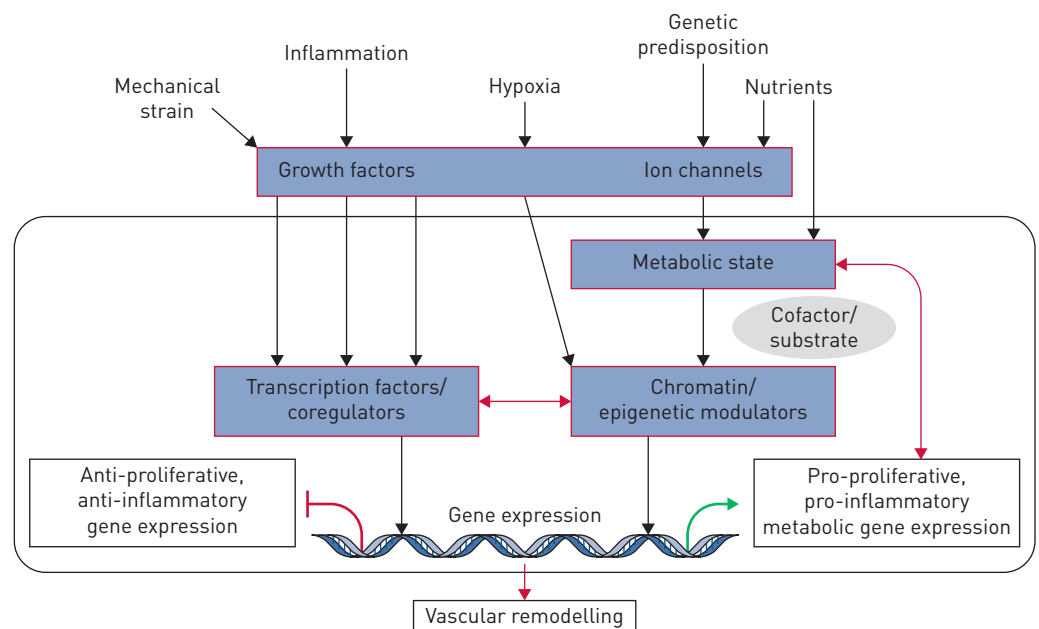 Genetic
predisposition
Inflammation
Mechanical
strain
Hypoxia
Nutrients
Growth factors
Ion channels
Metabolic state
Cofactor/
substrate
Transcription factors/
coregulators
Chromatin/
epigenetic modulators
Anti-proliferative,
anti-inflammatory
gene expression
Gene expression
Pro-proliferative,
pro-inflammatory
metabolic gene expression
Vascular remodelling